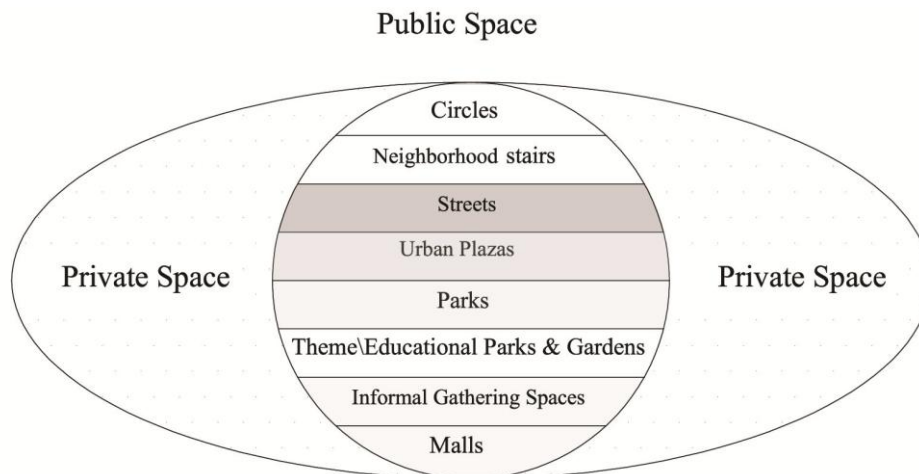 Public Space
Circles
Neighborhood stairs
Streets
Urban Plazas
Private Space
Private Space
Parks
Theme\Educational Parks & Gardens
Informal Gathering Spaces
Malls